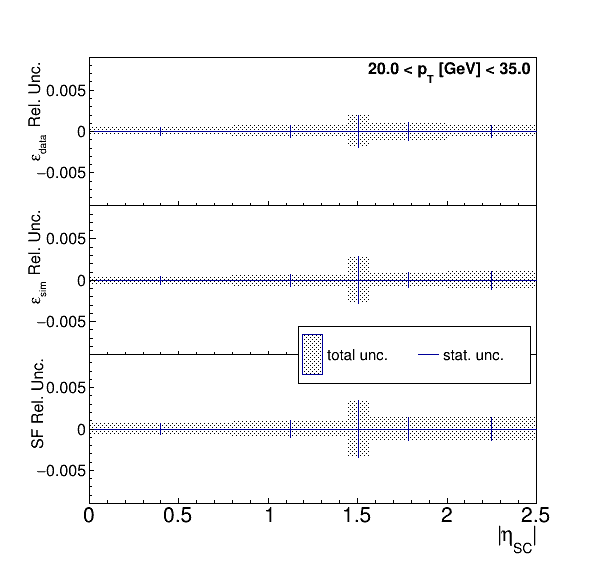 20.0 < p_T [GeV] < 35.0
ε_data Rel. Unc.
0.005
0
−0.005
ε_sim Rel. Unc.
0.005
0
−0.005
total unc. stat. unc.
SF Rel. Unc.
0.005
0
−0.005
0 0.5 1 1.5 2 2.5
|η_SC|